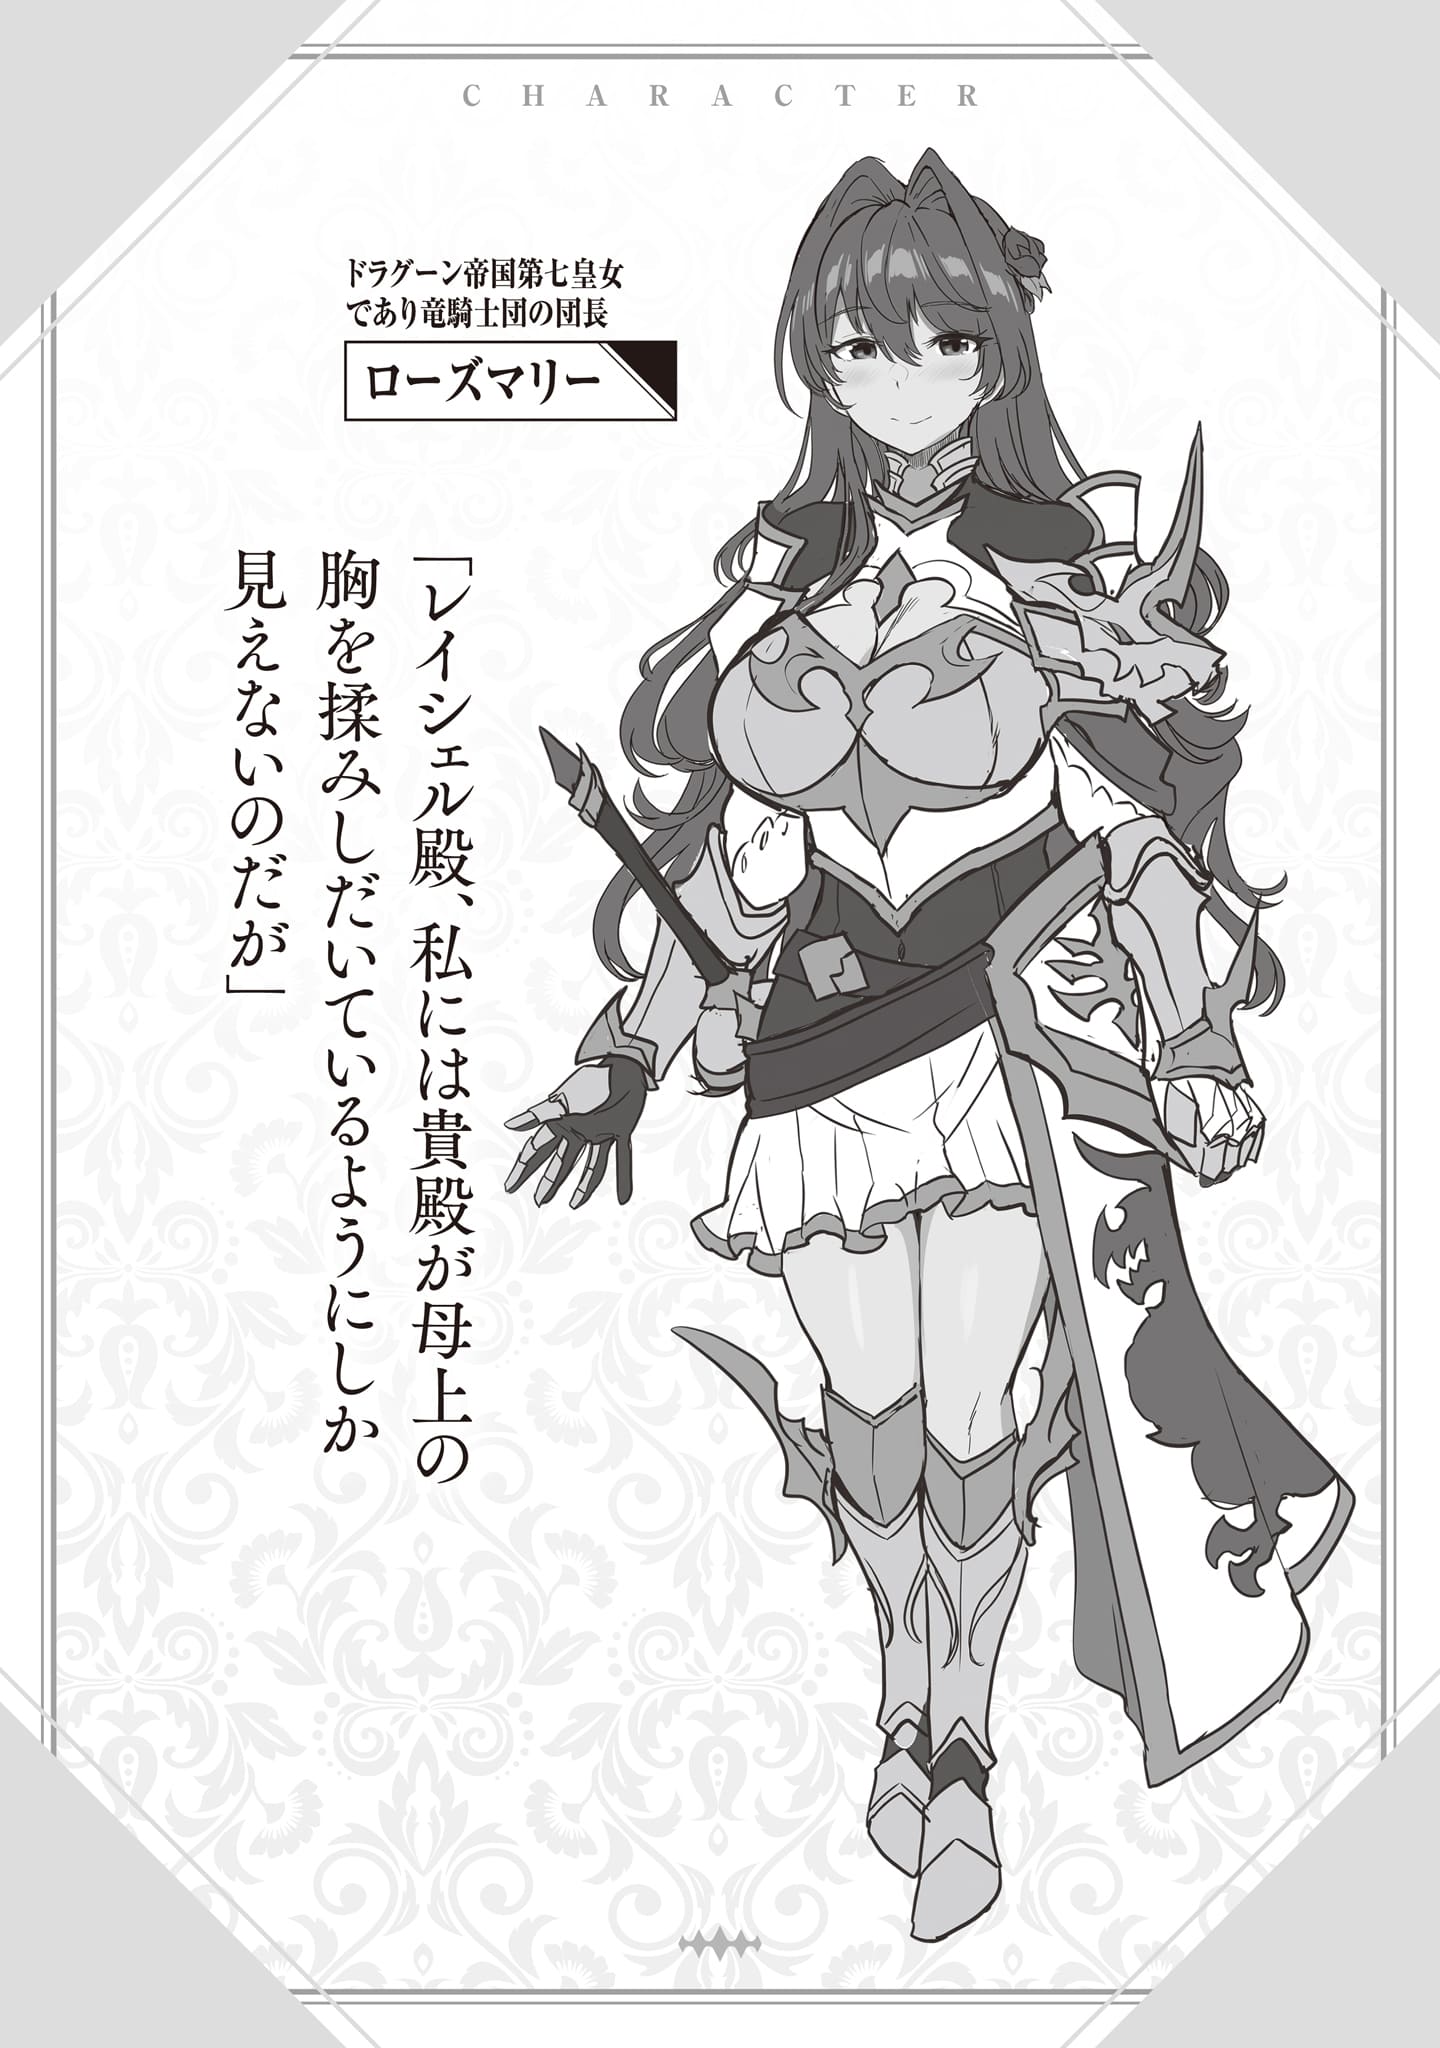 CHARACTER
ドラグーン帝国第七皇女
であり竜騎士団の団長
ローズマリー
「レイシェル殿、私には貴殿が母上の
胸を揉みしだいているようにしか
見えないのだが」